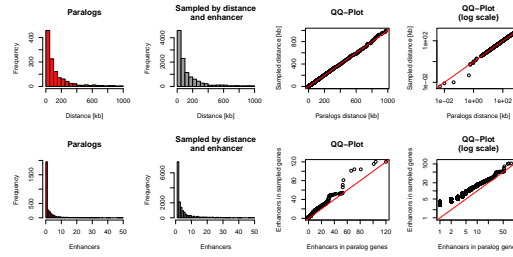 Paralogs
Sampled by distance
and enhancer
QQ−Plot
QQ−Plot
(log scale)
Frequency
0 200 400
0 200 600 1000
Distance [kb]
Frequency
0 2000
0 200 600 1000
Distance [kb]
Sampled distance [kb]
0 400 1000
0 200 600 1000
Paralogs distance [kb]
Sampled distance [kb]
1e−02 1e+02
1e−02 1e+00 1e+02
Paralogs distance [kb]
Paralogs
Sampled by distance
and enhancer
QQ−Plot
QQ−Plot
(log scale)
Frequency
0 500 1500
0 10 20 30 40 50
Enhancers
Frequency
0 2000 6000
0 10 20 30 40 50
Enhancers
Enhancers in sampled genes
0 40 80 120
0 20 40 60 80 120
Enhancers in paralog genes
Enhancers in sampled genes
1 2 5 20 100
1 2 5 10 50
Enhancers in paralog genes